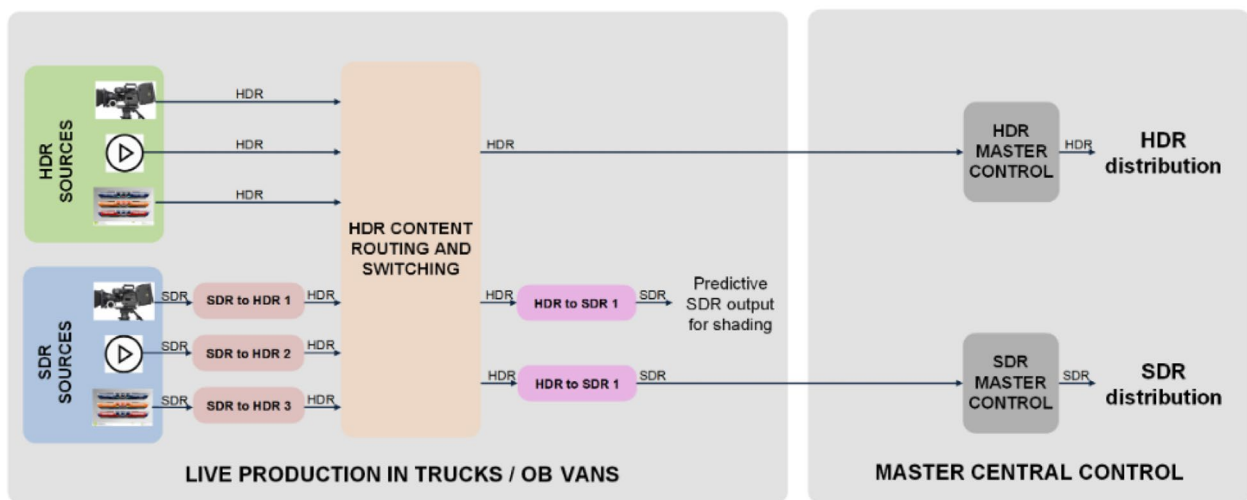 HDR
SOURCES
HDR
HDR
HDR
SDR
SOURCES
SDR
SDR to HDR 1
HDR
SDR
SDR to HDR 2
HDR
SDR
SDR to HDR 3
HDR
HDR CONTENT
ROUTING AND
SWITCHING
HDR
HDR
HDR to SDR 1
SDR
Predictive
SDR output
for shading
HDR
HDR to SDR 1
SDR
LIVE PRODUCTION IN TRUCKS / OB VANS
HDR
MASTER
CONTROL
HDR
HDR
distribution
SDR
MASTER
CONTROL
SDR
SDR
distribution
MASTER CENTRAL CONTROL